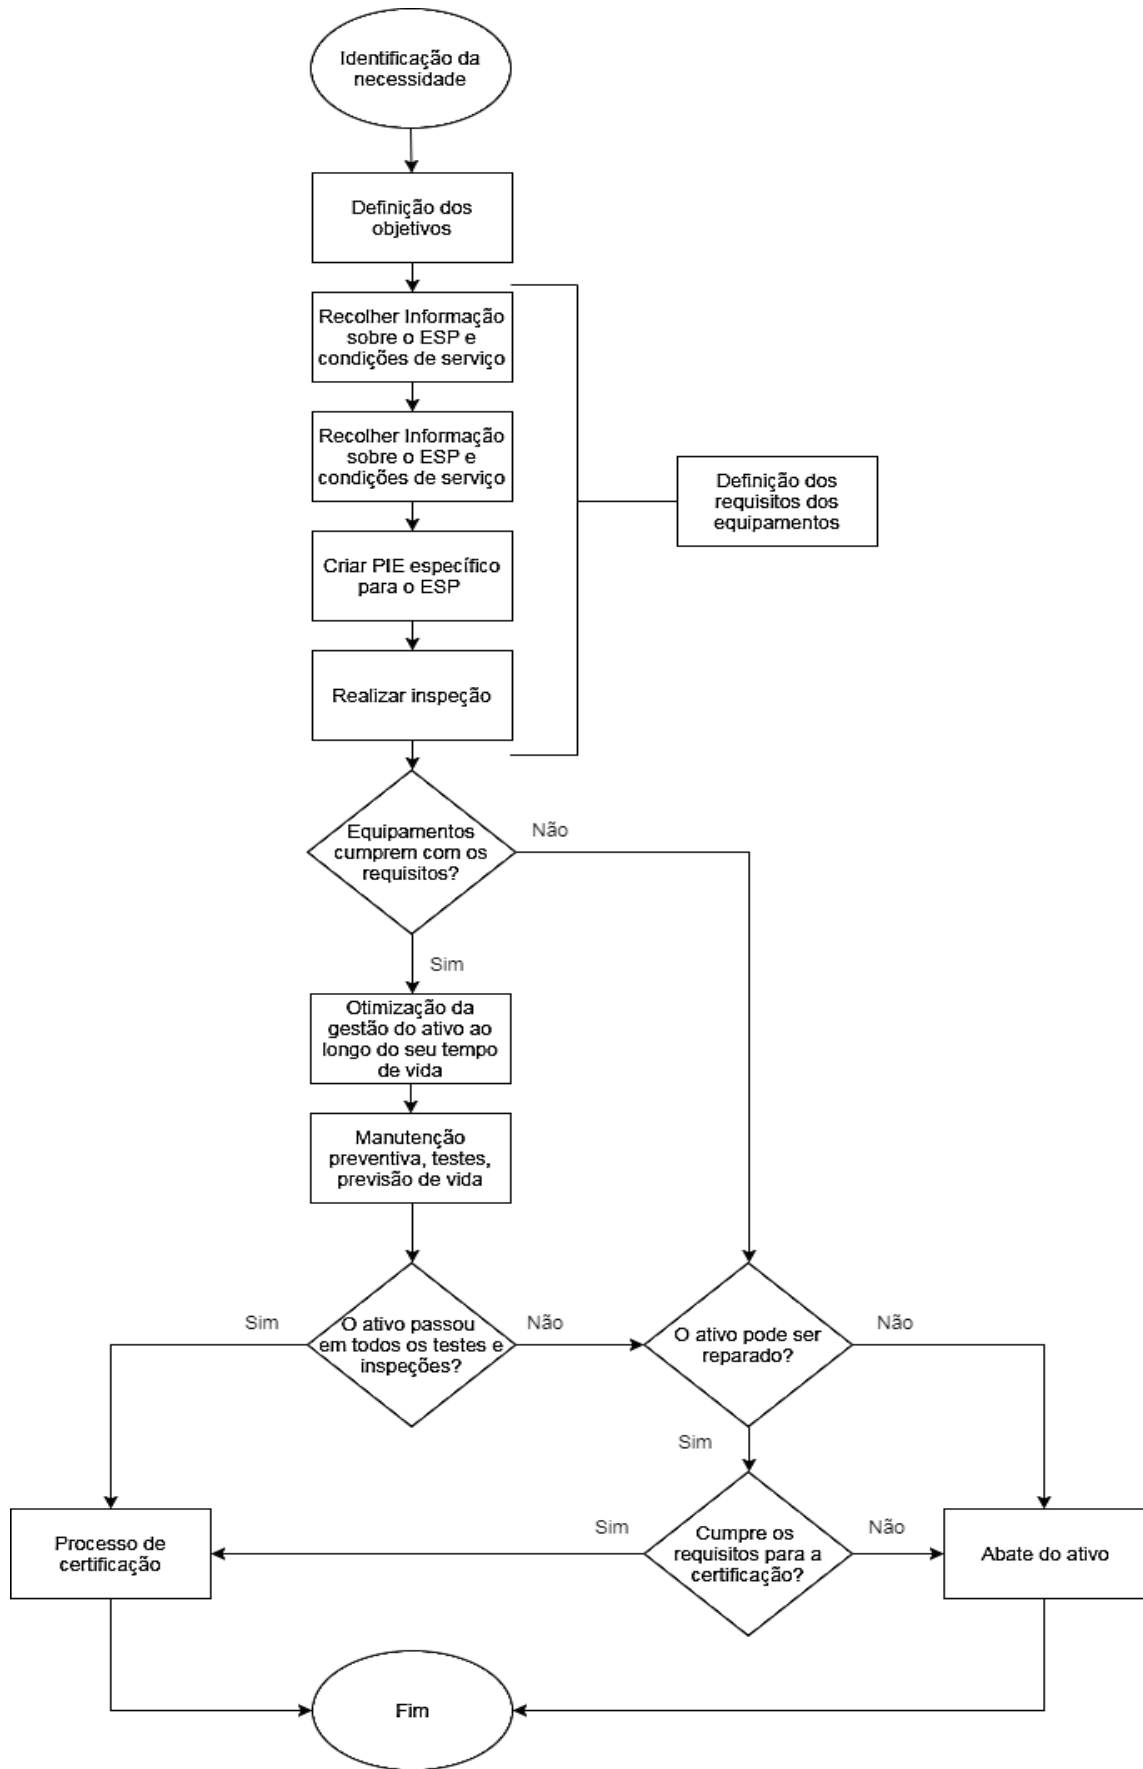 Identificação da
necessidade
Definição dos
objetivos
Recolher Informação
sobre o ESP e
condições de serviço
Recolher Informação
sobre o ESP e
condições de serviço
Definição dos
requisitos dos
equipamentos
Criar PIE específico
para o ESP
Realizar inspeção
Equipamentos
cumprem com os
requisitos?
Não
Sim
Otimização da
gestão do ativo ao
longo do seu tempo
de vida
Manutenção
preventiva, testes,
previsão de vida
Sim
O ativo passou
em todos os testes e
inspeções?
Não
O ativo pode ser
reparado?
Não
Sim
Processo de
certificação
Sim
Cumpre os
requisitos para a
certificação?
Não
Abate do ativo
Fim